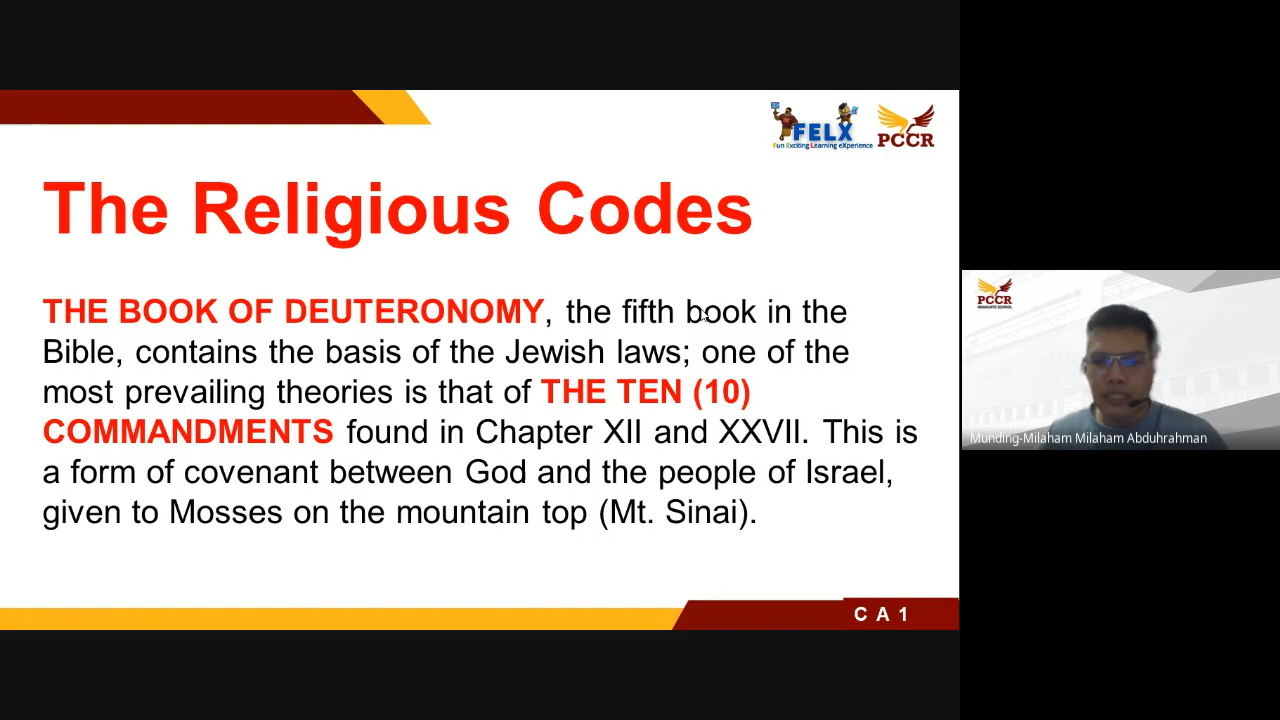 FELX
Fun Exciting Learning eXperience
PCCR
The Religious Codes
THE BOOK OF DEUTERONOMY, the fifth book in the
Bible, contains the basis of the Jewish laws; one of the
most prevailing theories is that of THE TEN (10)
COMMANDMENTS found in Chapter XII and XXVII. This is
a form of covenant between God and the people of Israel,
given to Mosses on the mountain top (Mt. Sinai).
CA1
PCCR
GRADUATE SCHOOL
Munding-Milaham Milaham Abduhrahman